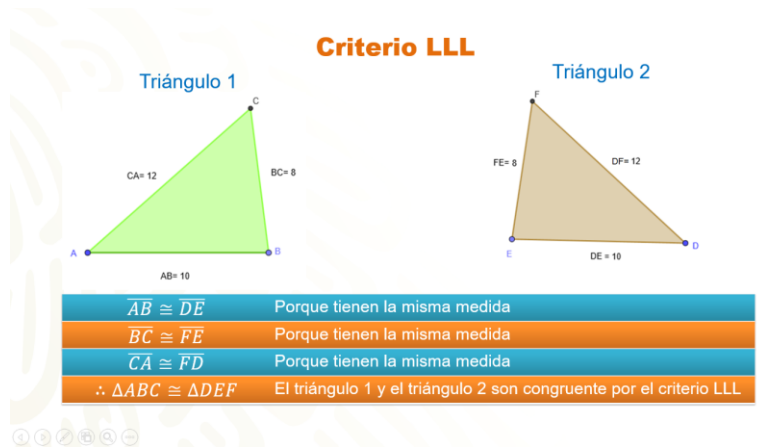 Criterio LLL
Triángulo 1
Triángulo 2
C
F
CA= 12
BC= 8
FE= 8
DF= 12
A
B
E
D
AB= 10
DE = 10
AB ≅ DE Porque tienen la misma medida
BC ≅ FE Porque tienen la misma medida
CA ≅ FD Porque tienen la misma medida
∴ ΔABC ≅ ΔDEF El triángulo 1 y el triángulo 2 son congruente por el criterio LLL